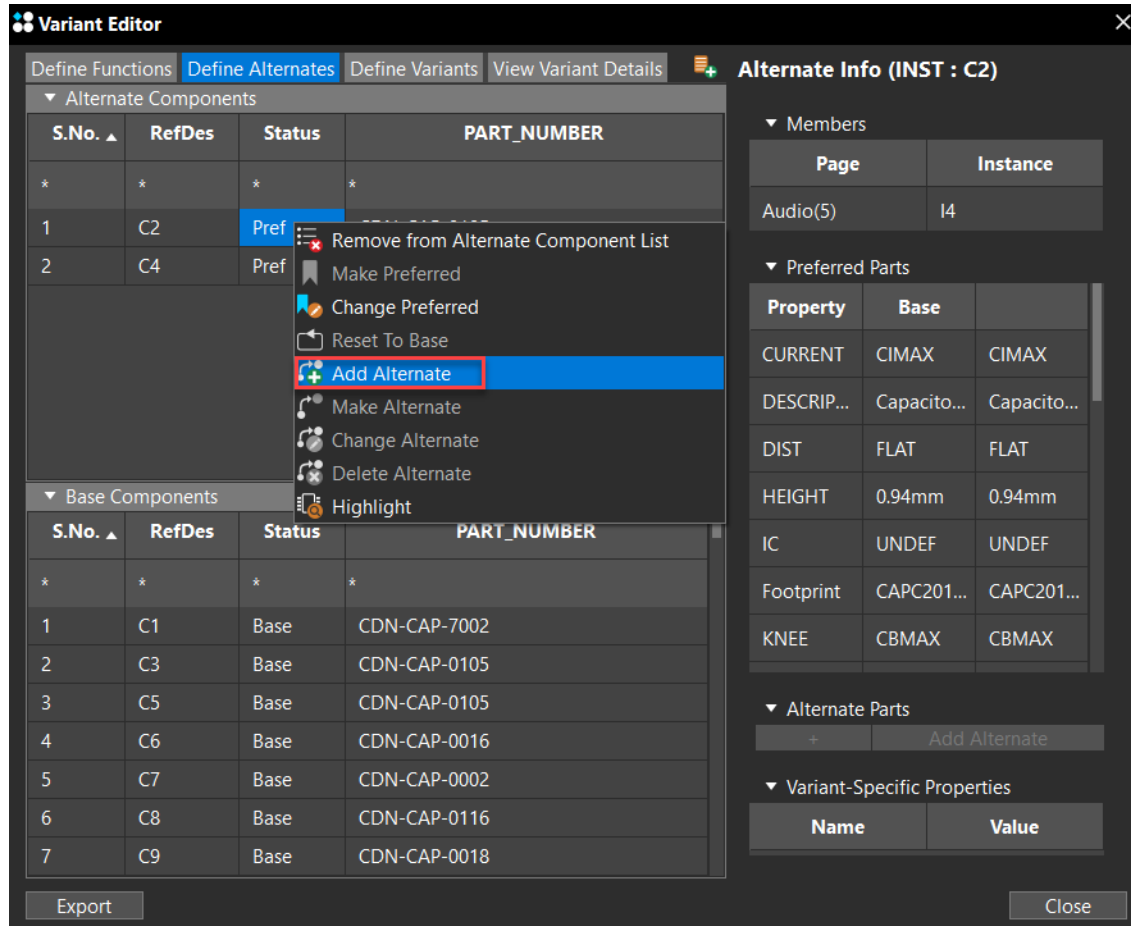 Variant Editor
Define Functions Define Alternates Define Variants View Variant Details
Alternate Components
S.No. RefDes Status PART_NUMBER
* * * *
1 C2 Pref
2 C4 Pref
Remove from Alternate Component List
Make Preferred
Change Preferred
Reset To Base
Add Alternate
Make Alternate
Change Alternate
Delete Alternate
Highlight
Base Components
S.No. RefDes Status PART_NUMBER
* * * *
1 C1 Base CDN-CAP-7002
2 C3 Base CDN-CAP-0105
3 C5 Base CDN-CAP-0105
4 C6 Base CDN-CAP-0016
5 C7 Base CDN-CAP-0002
6 C8 Base CDN-CAP-0116
7 C9 Base CDN-CAP-0018
Export
Alternate Info (INST : C2)
Members
Page Instance
Audio(5) I4
Preferred Parts
Property Base
CURRENT CIMAX CIMAX
DESCRIP... Capacito... Capacito...
DIST FLAT FLAT
HEIGHT 0.94mm 0.94mm
IC UNDEF UNDEF
Footprint CAPC201... CAPC201...
KNEE CBMAX CBMAX
Alternate Parts
+ Add Alternate
Variant-Specific Properties
Name Value
Close